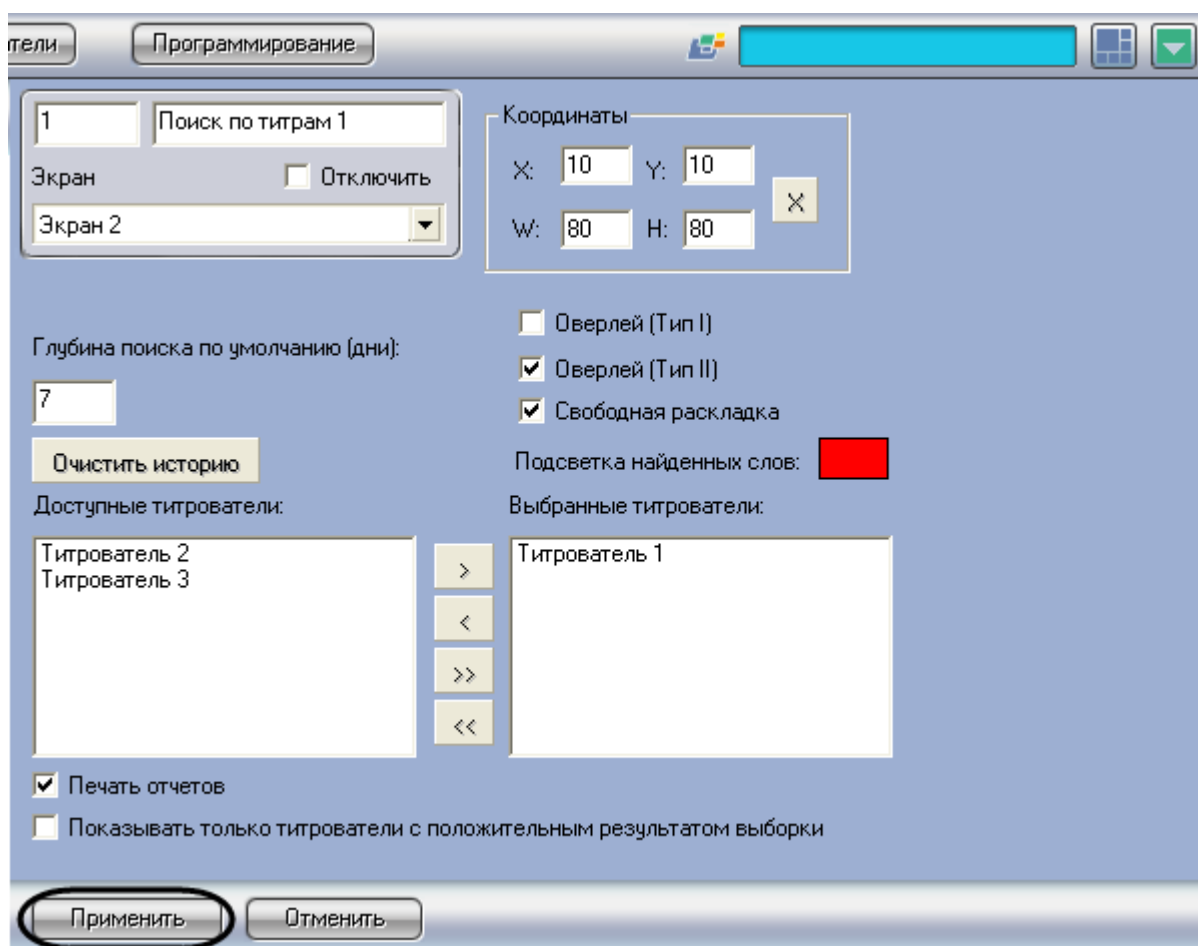 тели
Программирование
1
Поиск по титрам 1
Экран
Отключить
Экран 2
Координаты
X: 10 Y: 10
X
W: 80 H: 80
Оверлей (Тип I)
Глубина поиска по умолчанию (дни):
Оверлей (Тип II)
7
Свободная раскладка
Очистить историю
Подсветка найденных слов:
Доступные титрователи:
Выбранные титрователи:
Титрователь 2
Титрователь 3
>
<
>>
<<
Титрователь 1
Печать отчетов
Показывать только титрователи с положительным результатом выборки
Применить
Отменить